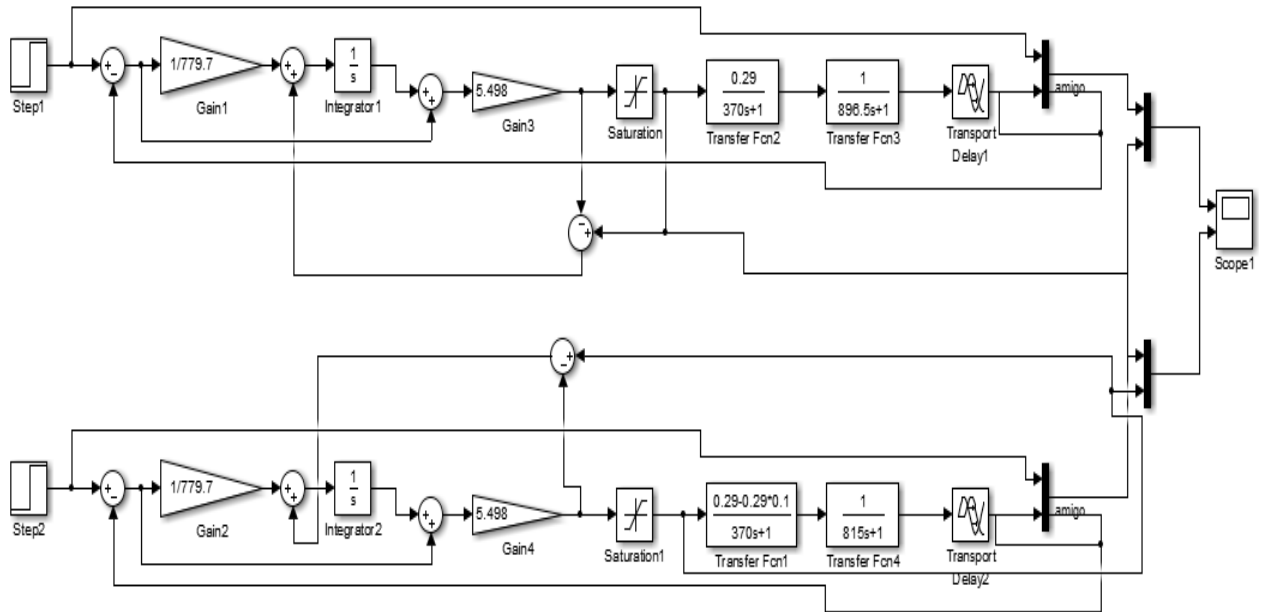 Step1
+
−
1/779.7
Gain1
+
+
1
s
Integrator1
+
+
5.498
Gain3
Saturation
0.29
370s+1
Transfer Fcn2
1
896.5s+1
Transfer Fcn3
Transport
Delay1
amigo
−
+
Scope1
−
+
Step2
+
−
1/779.7
Gain2
+
+
1
s
Integrator2
+
+
5.498
Gain4
Saturation1
0.29-0.29*0.1
370s+1
Transfer Fcn1
1
815s+1
Transfer Fcn4
Transport
Delay2
amigo